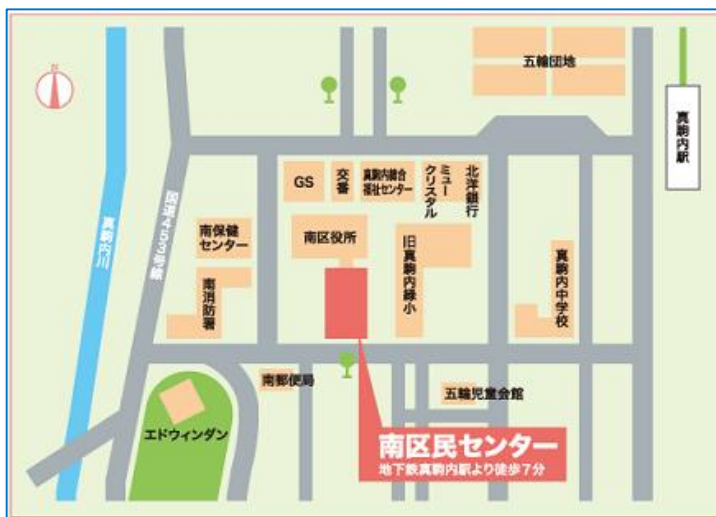 N
五輪団地
真駒内駅
真駒内川
国道453号線
GS
交番
真駒内総合
福祉センター
ミュー
クリスタル
北洋銀行
南保健
センター
南区役所
旧真駒内緑小
南消防署
真駒内中学校
南郵便局
五輪児童会館
エドウィンダン
南区民センター
地下鉄真駒内駅より徒歩7分